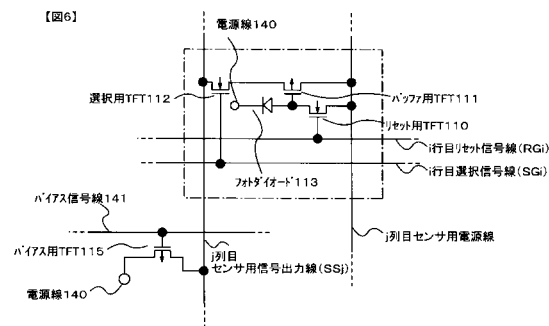 【図6】
電源線140
選択用TFT112
バッファ用TFT111
リセット用TFT110
i行目リセット信号線(RGi)
i行目選択信号線(SGi)
フォトダイオード113
バイアス信号線141
バイアス用TFT115
j列目
センサ用信号出力線(SSj)
j列目センサ用電源線
電源線140